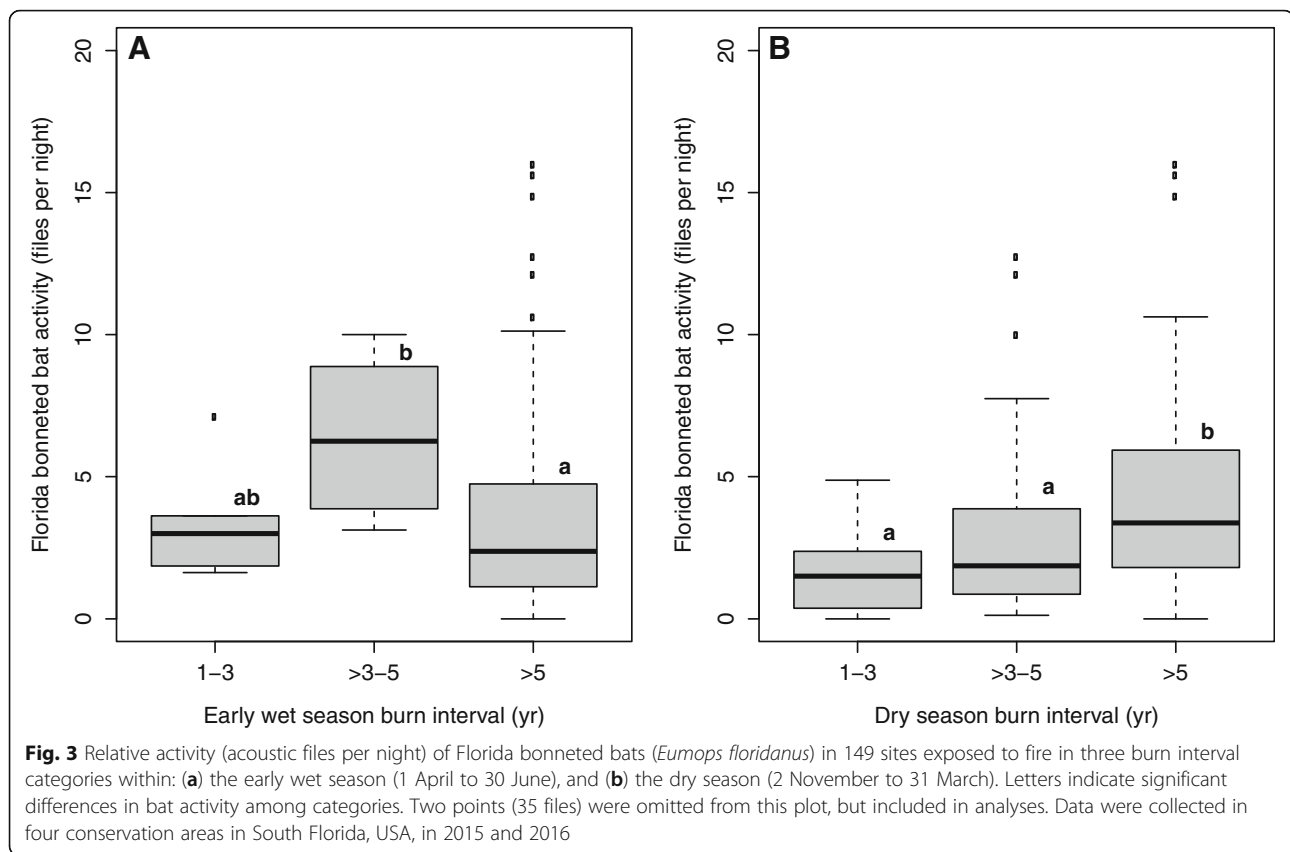 A
B
20
15
10
5
0
Florida bonneted bat activity (files per night)
ab
b
a
1–3
>3–5
>5
Early wet season burn interval (yr)
20
15
10
5
0
Florida bonneted bat activity (files per night)
a
a
b
1–3
>3–5
>5
Dry season burn interval (yr)
Fig. 3 Relative activity (acoustic files per night) of Florida bonneted bats (Eumops floridanus) in 149 sites exposed to fire in three burn interval
categories within: (a) the early wet season (1 April to 30 June), and (b) the dry season (2 November to 31 March). Letters indicate significant
differences in bat activity among categories. Two points (35 files) were omitted from this plot, but included in analyses. Data were collected in
four conservation areas in South Florida, USA, in 2015 and 2016